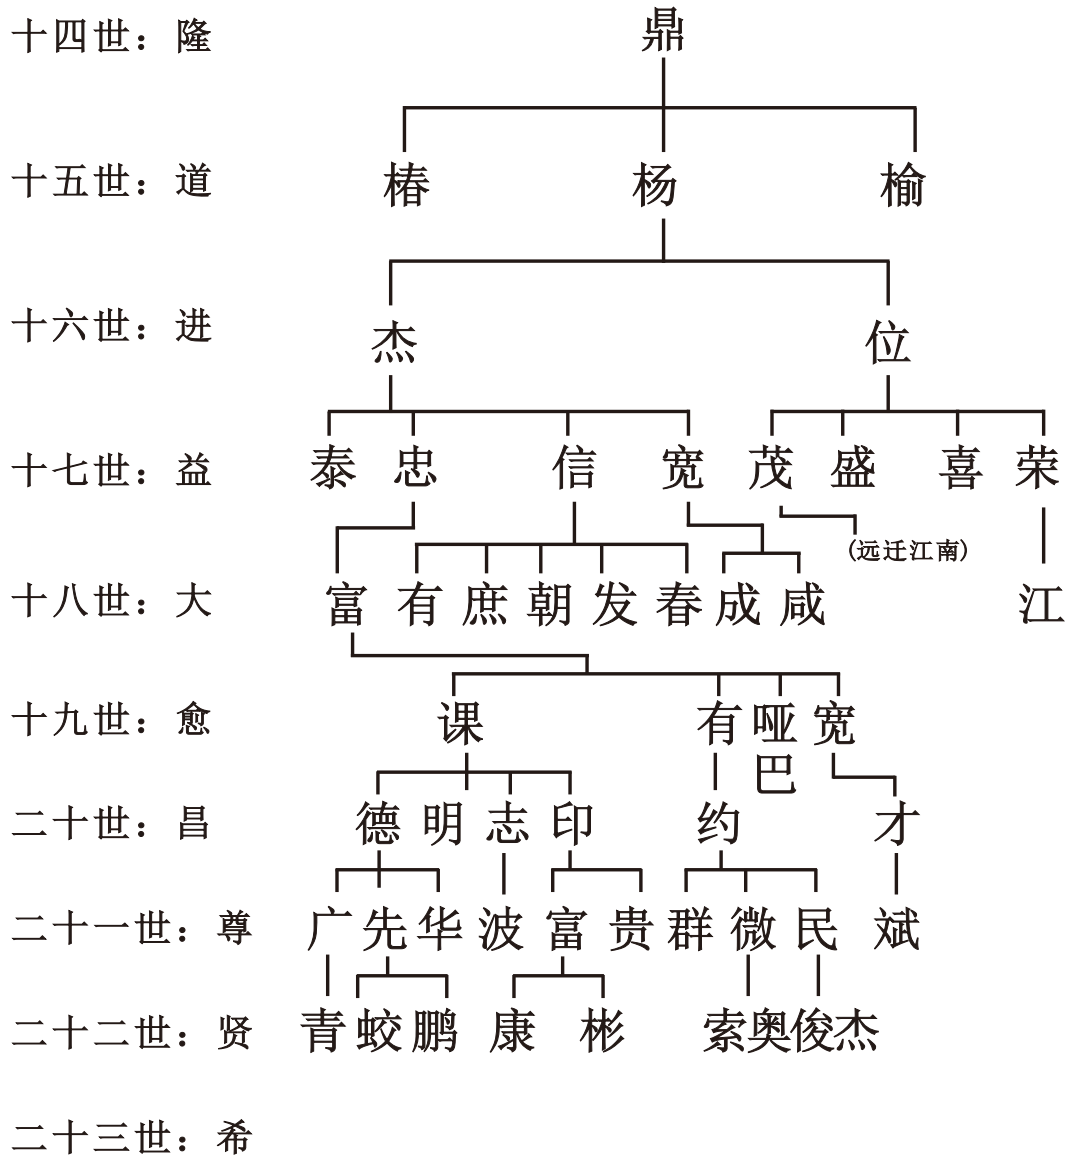 十四世：隆 鼎
十五世：道 椿 杨 榆
十六世：进 杰 位
十七世：益 泰 忠 信 宽 茂 盛 喜 荣
(远迁江南)
十八世：大 富 有 庶 朝 发 春 成 咸 江
十九世：愈 课 有 哑巴 宽
二十世：昌 德 明 志 印 约 才
二十一世：尊 广 先 华 波 富 贵 群 微 民 斌
二十二世：贤 青 蛟 鹏 康 彬 索奥 俊杰
二十三世：希